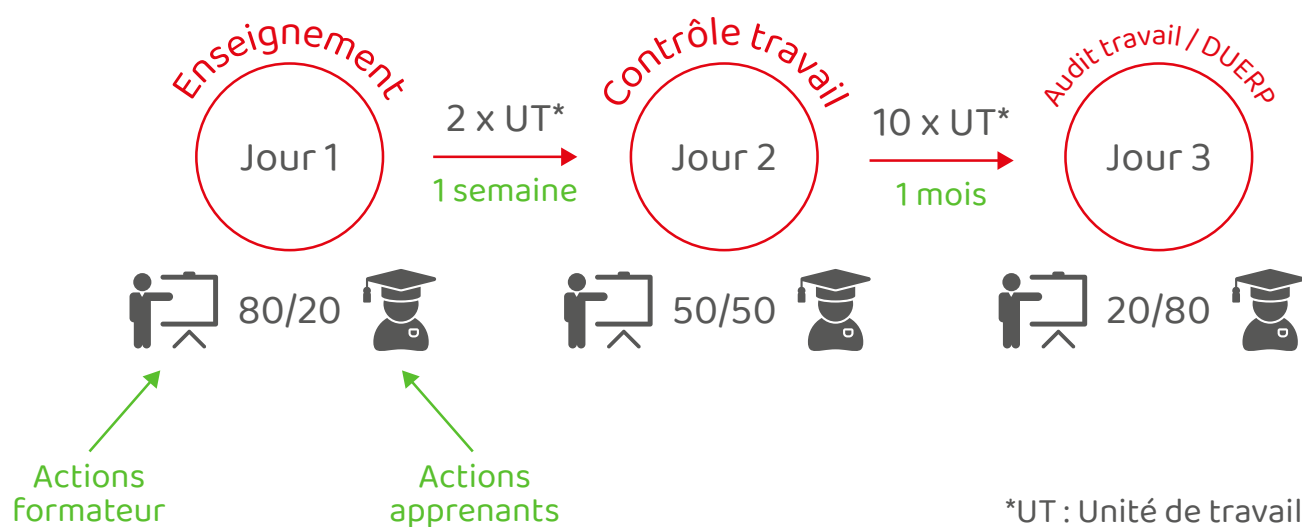 Enseignement
Contrôle travail
Audit travail / DUERP
Jour 1
2 x UT*
1 semaine
Jour 2
10 x UT*
1 mois
Jour 3
80/20
50/50
20/80
Actions
formateur
Actions
apprenants
*UT : Unité de travail